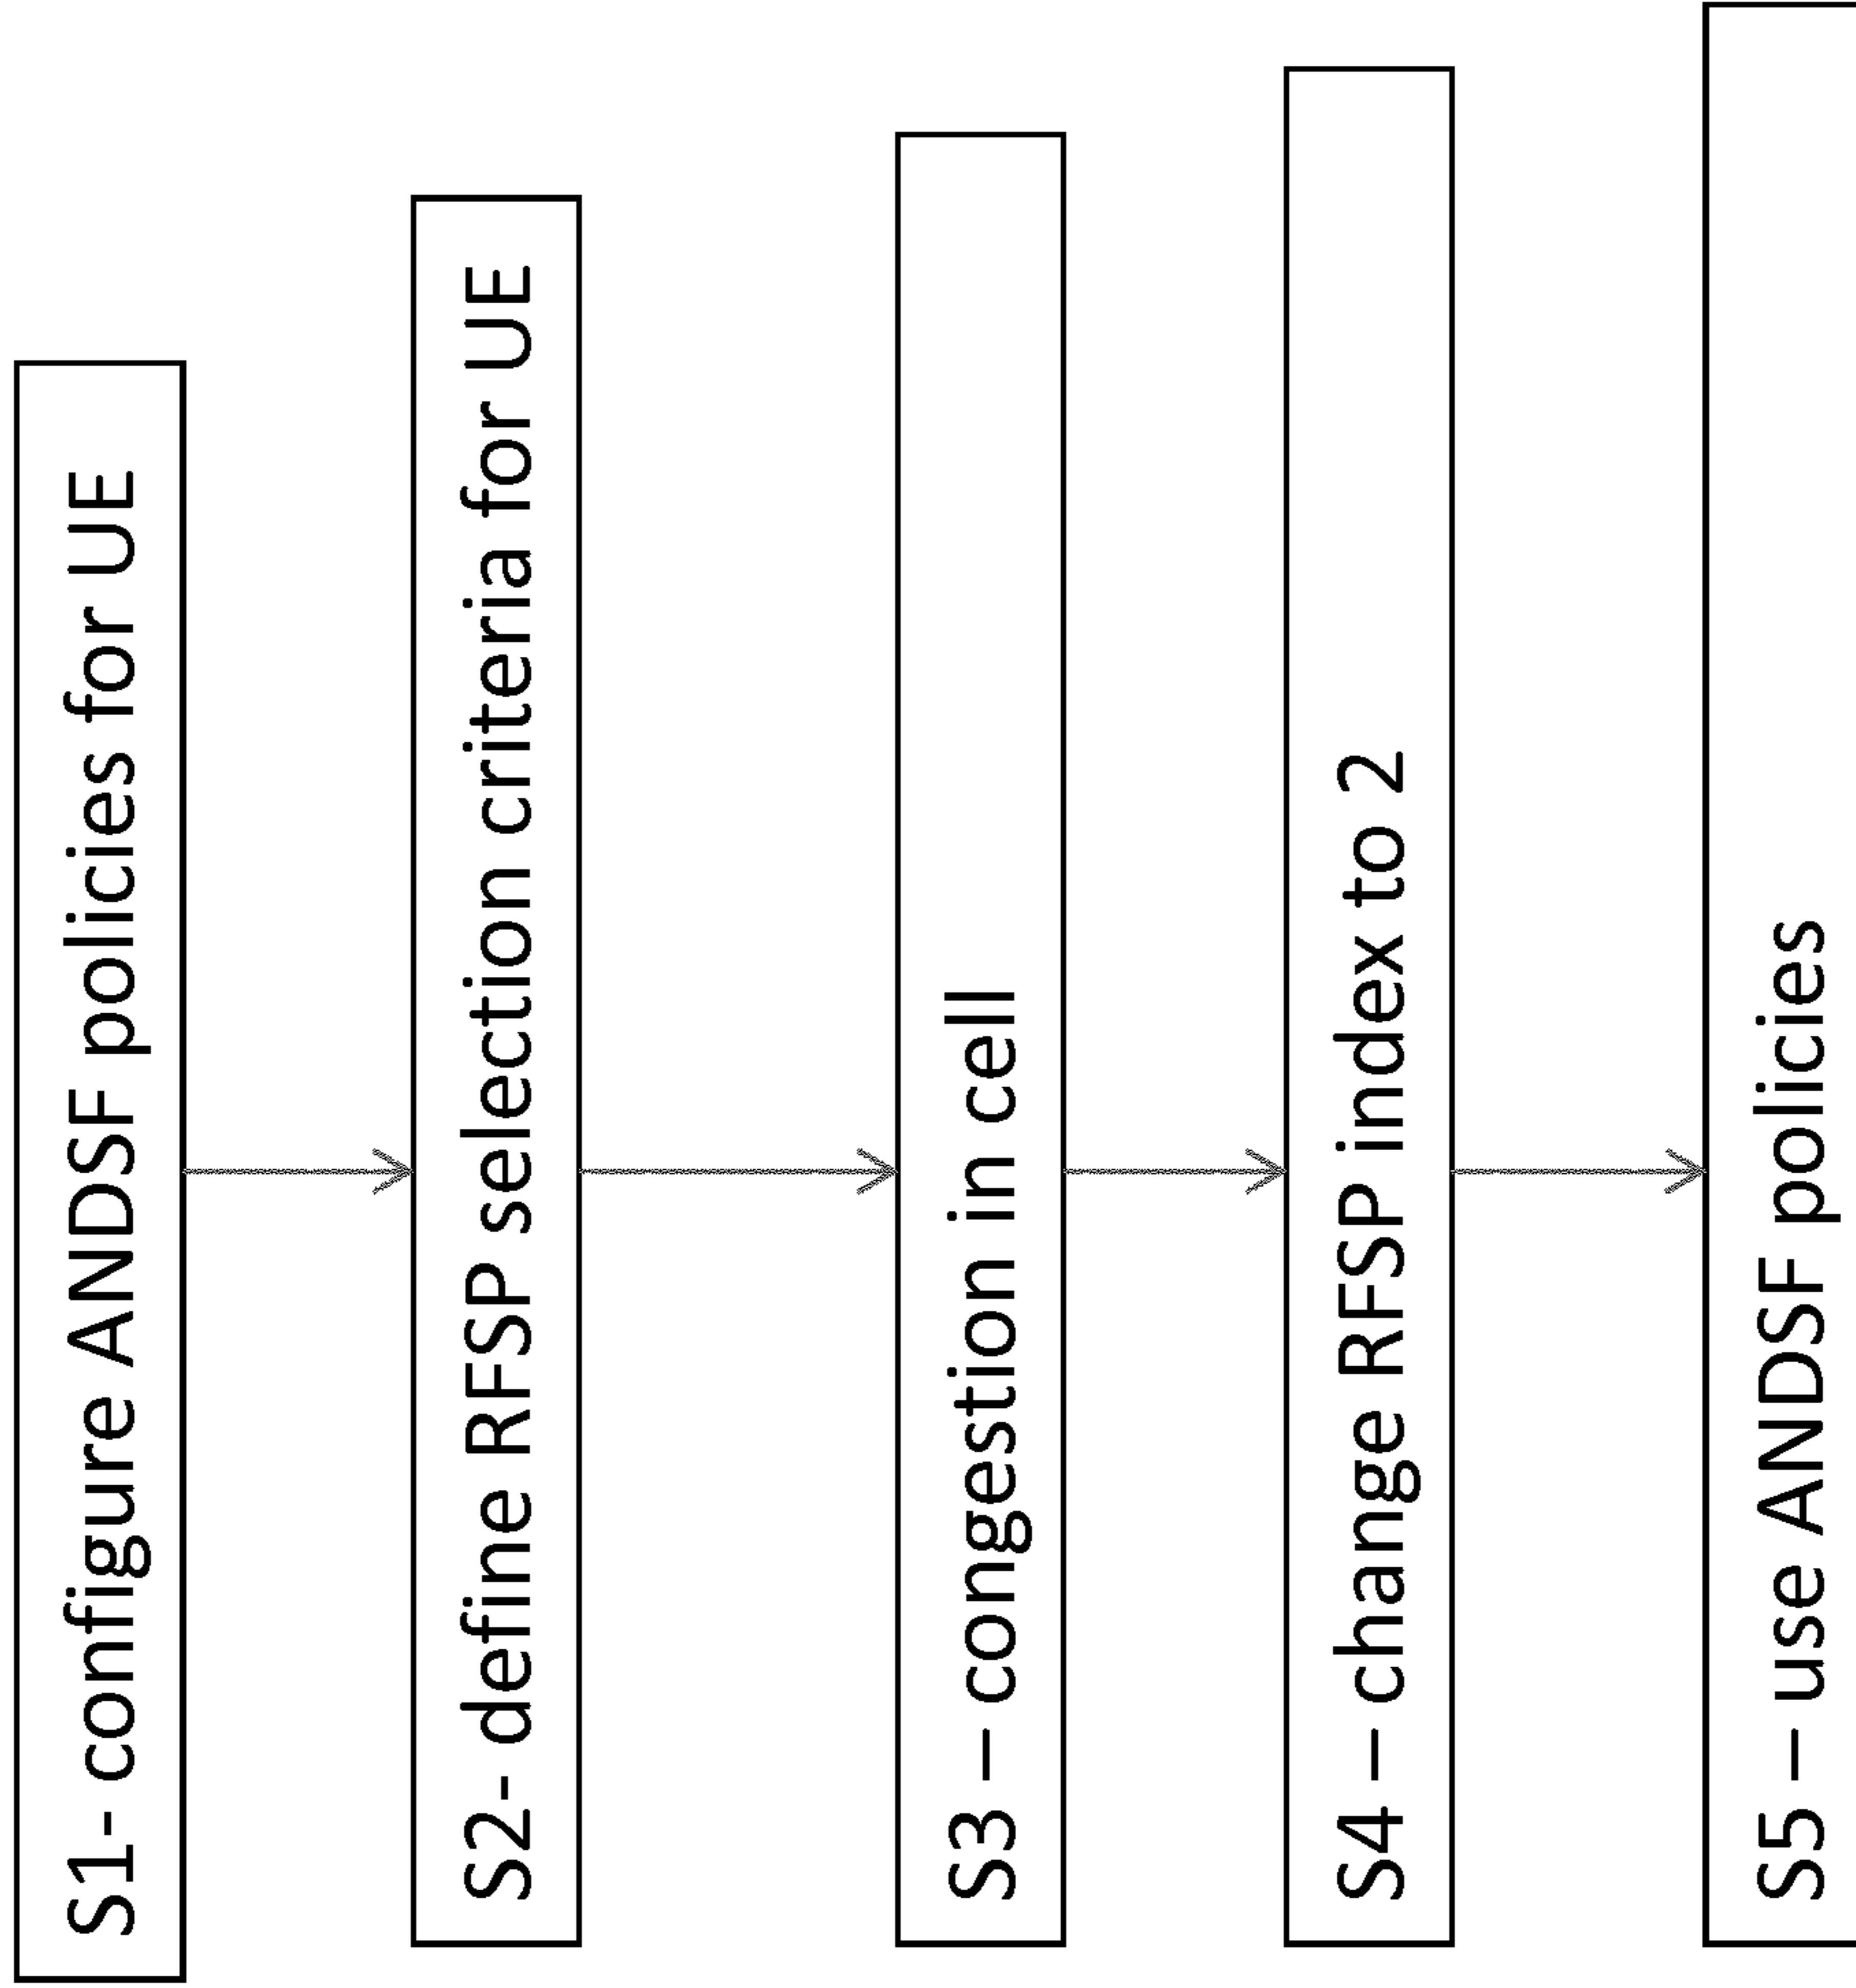 S1- configure ANDSF policies for UE
S2- define RFSP selection criteria for UE
S3 – congestion in cell
S4 – change RFSP index to 2
S5 – use ANDSF policies